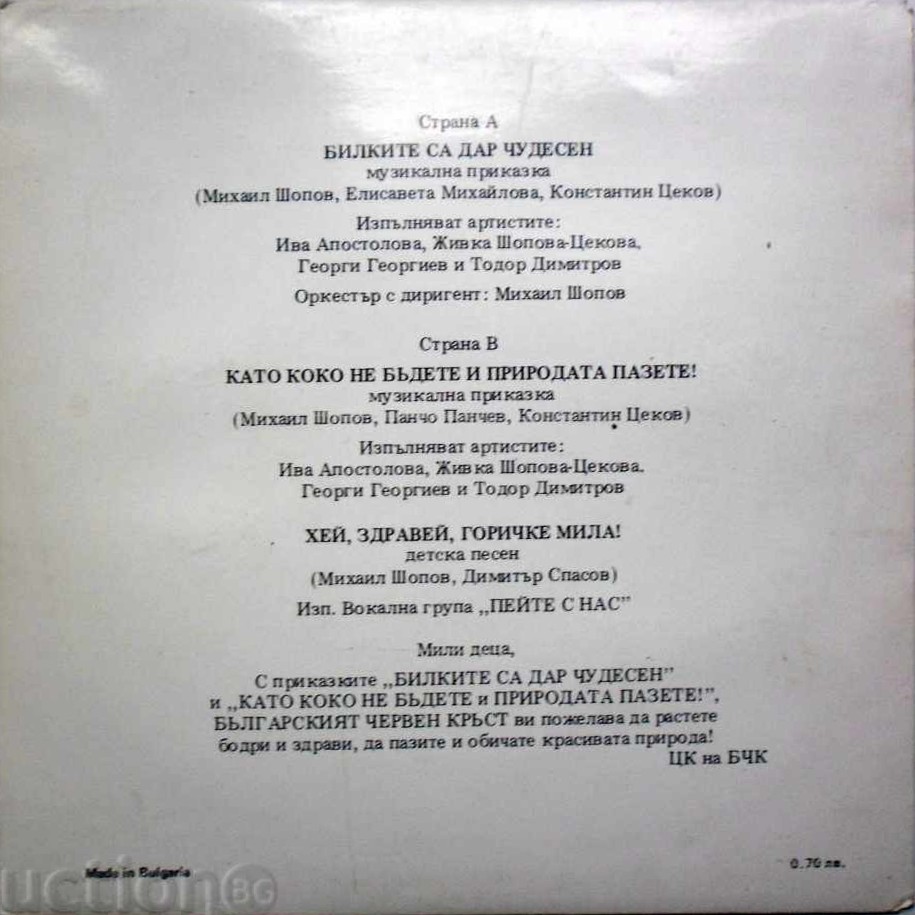 Страна А
БИЛКИТЕ СА ДАР ЧУДЕСЕН
музикална приказка
(Михаил Шопов, Елисавета Михайлова, Константин Цеков)
Изпълняват артистите:
Ива Апостолова, Живка Шопова-Цекова,
Георги Георгиев и Тодор Димитров
Оркестър с диригент: Михаил Шопов
Страна В
КАТО КОКО НЕ БЬДЕТЕ И ПРИРОДАТА ПАЗЕТЕ!
музикална приказка
(Михаил Шопов, Панчо Панчев, Константин Цеков)
Изпълняват артистите:
Ива Апостолова, Живка Шопова-Цекова.
Георги Георгиев и Тодор Димитров
ХЕЙ, ЗДРАВЕЙ, ГОРИЧКЕ МИЛА!
детска песен
(Михаил Шопов, Димитър Спасов)
Изп. Вокална група „ПЕЙТЕ С НАС”
Мили деца,
С приказките „БИЛКИТЕ СА ДАР ЧУДЕСЕН”
и „КАТО КОКО НЕ БЬДЕТЕ и ПРИРОДАТА ПАЗЕТЕ!”,
БЬЛГАРСКИЯТ ЧЕРВЕН КРЬСТ ви пожелава да растете
бодри и здрави, да пазите и обичате красивата природа!
ЦК на БЧК
Made in Bulgaria
0.70 лв.
uctionBG